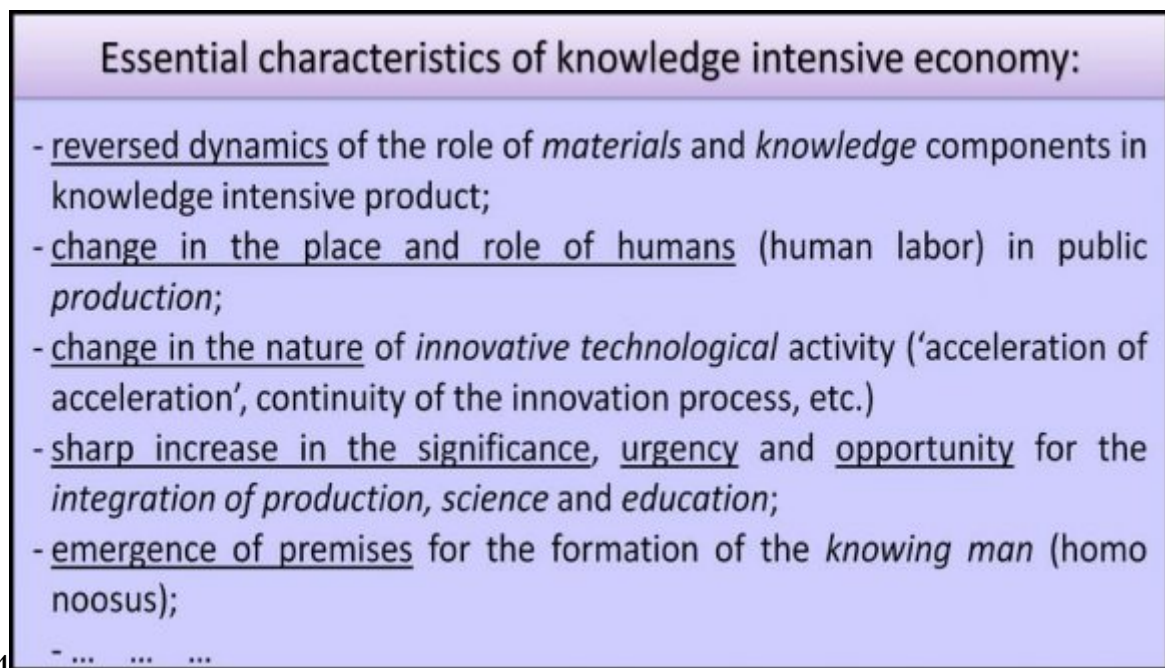 Essential characteristics of knowledge intensive economy:
- reversed dynamics of the role of materials and knowledge components in
knowledge intensive product;
- change in the place and role of humans (human labor) in public
production;
- change in the nature of innovative technological activity (‘acceleration of
acceleration’, continuity of the innovation process, etc.)
- sharp increase in the significance, urgency and opportunity for the
integration of production, science and education;
- emergence of premises for the formation of the knowing man (homo
noosus);
- ... ... ...